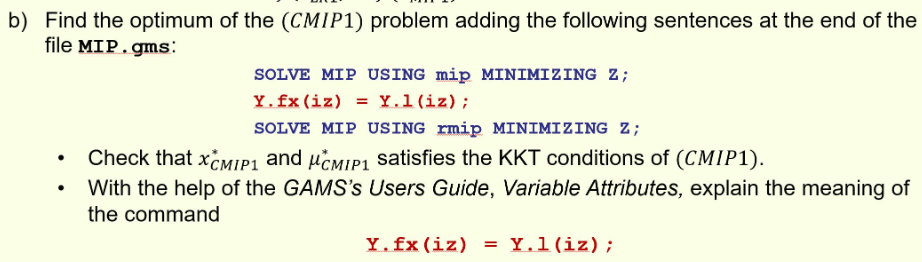 b) Find the optimum of the (CMIP1) problem adding the following sentences at the end of the
file MIP.gms:
SOLVE MIP USING mip MINIMIZING Z;
Y.fx(iz) = Y.l(iz);
SOLVE MIP USING rmip MINIMIZING Z;
• Check that x*CMIP1 and μ*CMIP1 satisfies the KKT conditions of (CMIP1).
• With the help of the GAMS's Users Guide, Variable Attributes, explain the meaning of
the command
Y.fx(iz) = Y.l(iz);